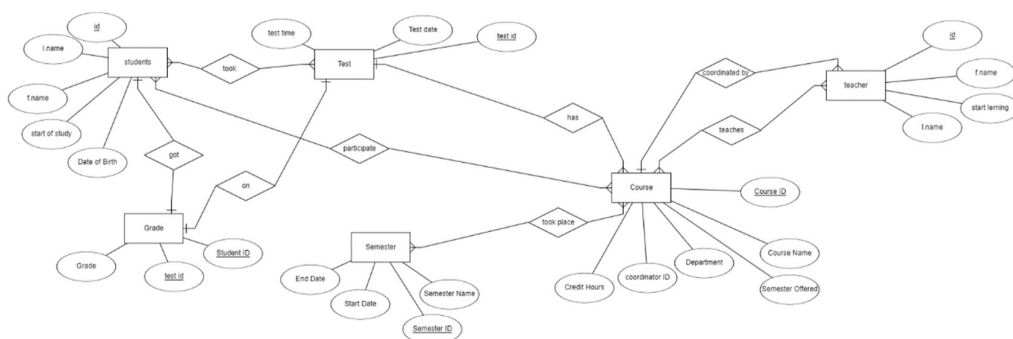 id
l.name
students
f.name
start of study
Date of Birth
took
test time
Test date
test id
Test
got
on
participate
has
coordinated by
teaches
id
f.name
teacher
start lerning
l.name
Grade
Grade
test id
Student ID
Semester
End Date
Start Date
Semester Name
Semester ID
took place
Course
Course ID
Course Name
Department
Semester Offered
coordinator ID
Credit Hours